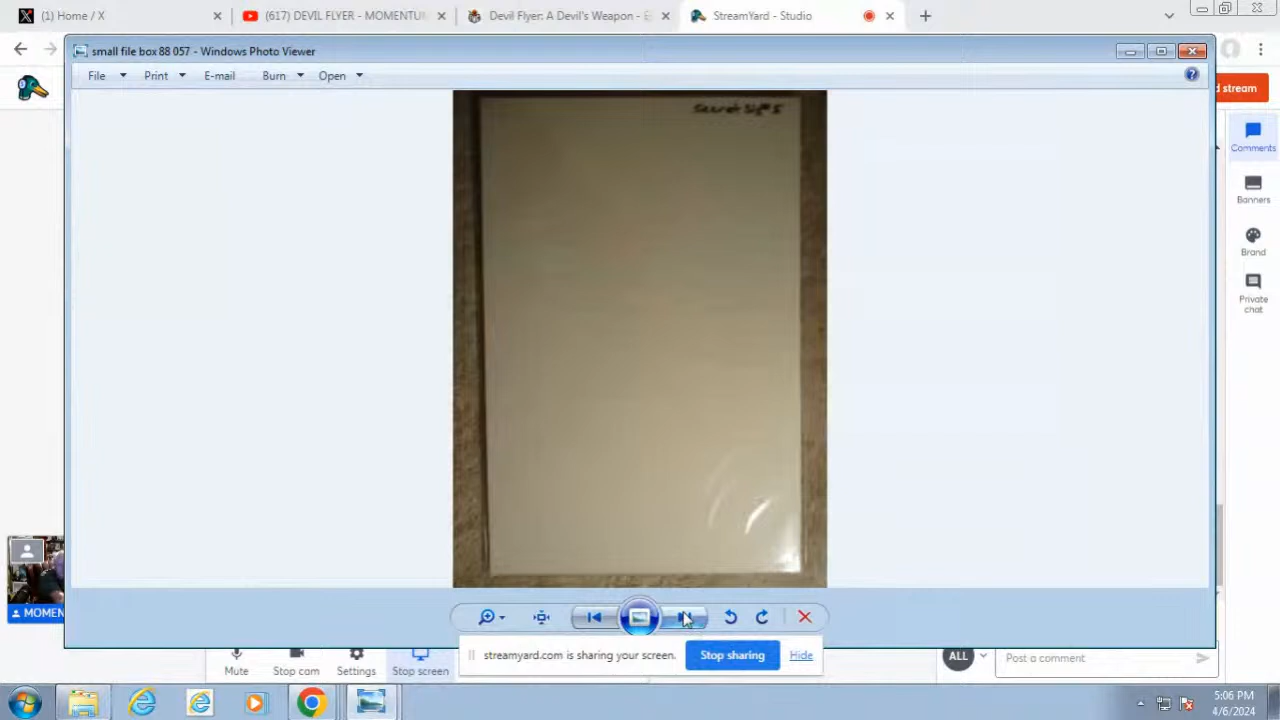 (1) Home / X
(617) DEVIL FLYER - MOMENTUM
Devil Flyer: A Devil's Weapon - E
StreamYard - Studio
small file box 88 057 - Windows Photo Viewer
File Print E-mail Burn Open
d stream
Comments
Banners
Brand
Private
chat
MOMEN
streamyard.com is sharing your screen. Stop sharing Hide
Mute Stop cam Settings Stop screen
ALL Post a comment
5:06 PM
4/6/2024